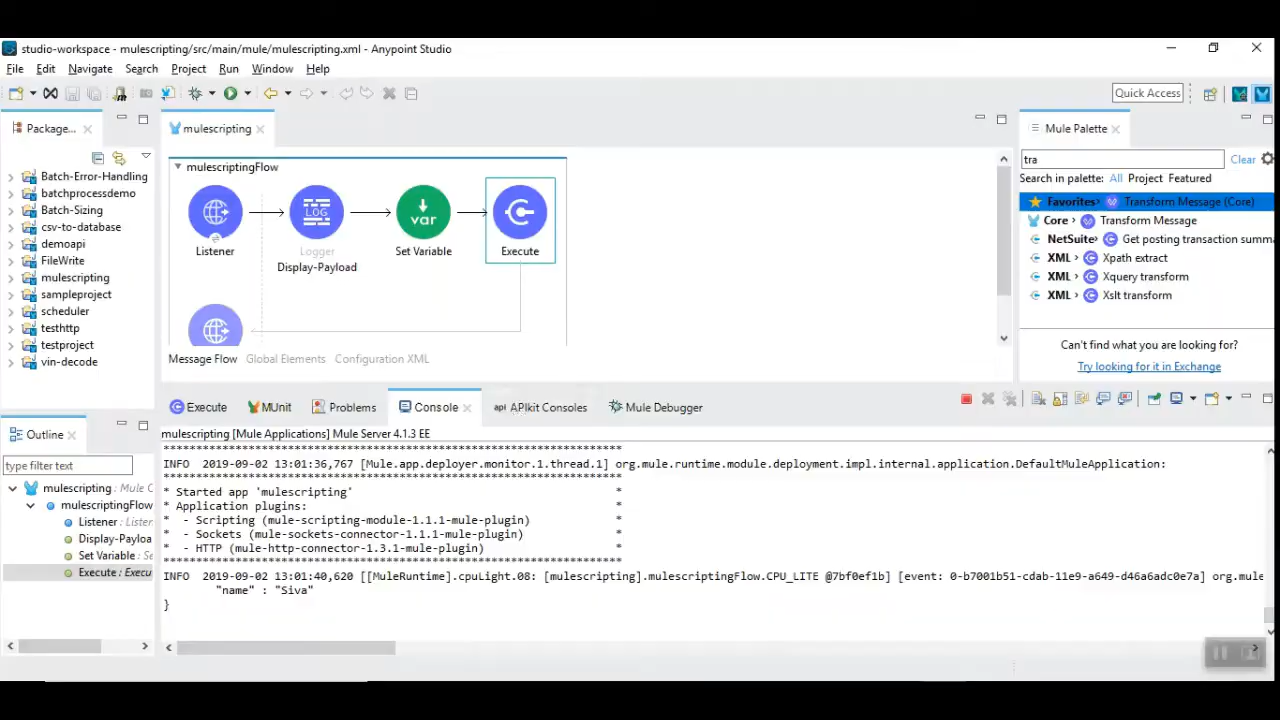 studio-workspace - mulescripting/src/main/mule/mulescripting.xml - Anypoint Studio
File Edit Navigate Search Project Run Window Help
Quick Access
Package...
Batch-Error-Handling
batchprocessdemo
Batch-Sizing
csv-to-database
demoapi
FileWrite
mulescripting
sampleproject
scheduler
testhttp
testproject
vin-decode
mulescripting
mulescriptingFlow
LOG
var
Listener
Logger
Display-Payload
Set Variable
Execute
Message Flow Global Elements Configuration XML
Mule Palette
tra
Clear
Search in palette: All Project Featured
Favorites> Transform Message (Core)
Core > Transform Message
NetSuite> Get posting transaction summa
XML > Xpath extract
XML > Xquery transform
XML > Xslt transform
Can't find what you are looking for?
Try looking for it in Exchange
Outline
type filter text
mulescripting : Mule C
mulescriptingFlow
Listener : Listen
Display-Payloa
Set Variable : Se
Execute : Execu
Execute MUnit Problems Console api APIkit Consoles Mule Debugger
mulescripting [Mule Applications] Mule Server 4.1.3 EE
**********************************************************************
INFO 2019-09-02 13:01:36,767 [Mule.app.deployer.monitor.1.thread.1] org.mule.runtime.module.deployment.impl.internal.application.DefaultMuleApplication:
**********************************************************************
* Started app 'mulescripting' *
* Application plugins: *
* - Scripting (mule-scripting-module-1.1.1-mule-plugin) *
* - Sockets (mule-sockets-connector-1.1.1-mule-plugin) *
* - HTTP (mule-http-connector-1.3.1-mule-plugin) *
**********************************************************************
INFO 2019-09-02 13:01:40,620 [[MuleRuntime].cpuLight.08: [mulescripting].mulescriptingFlow.CPU_LITE @7bf0ef1b] [event: 0-b7001b51-cdab-11e9-a649-d46a6adc0e7a] org.mule
"name" : "Siva"
}